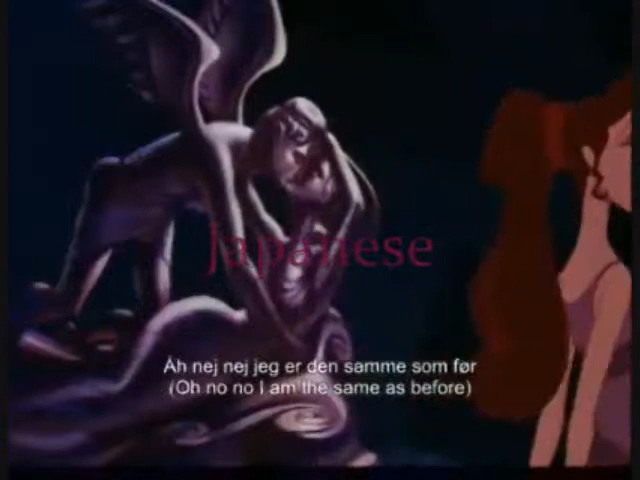 Japanese
Åh nej nej jeg er den samme som før
(Oh no no I am the same as before)